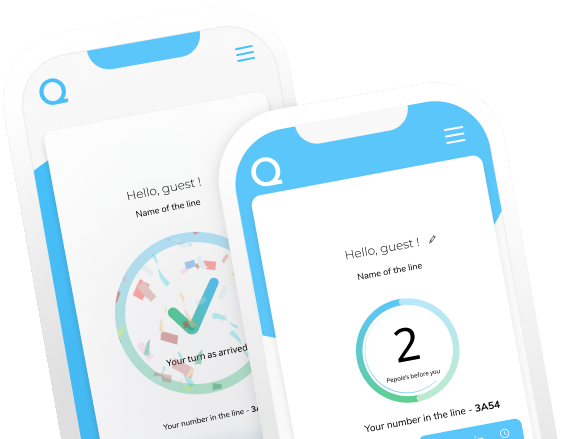 Q
Hello, guest !
Name of the line
Your turn as arrived
Your number in the line - 3A
Q
Hello, guest !
Name of the line
2
Pepole's before you
Your number in the line - 3A54